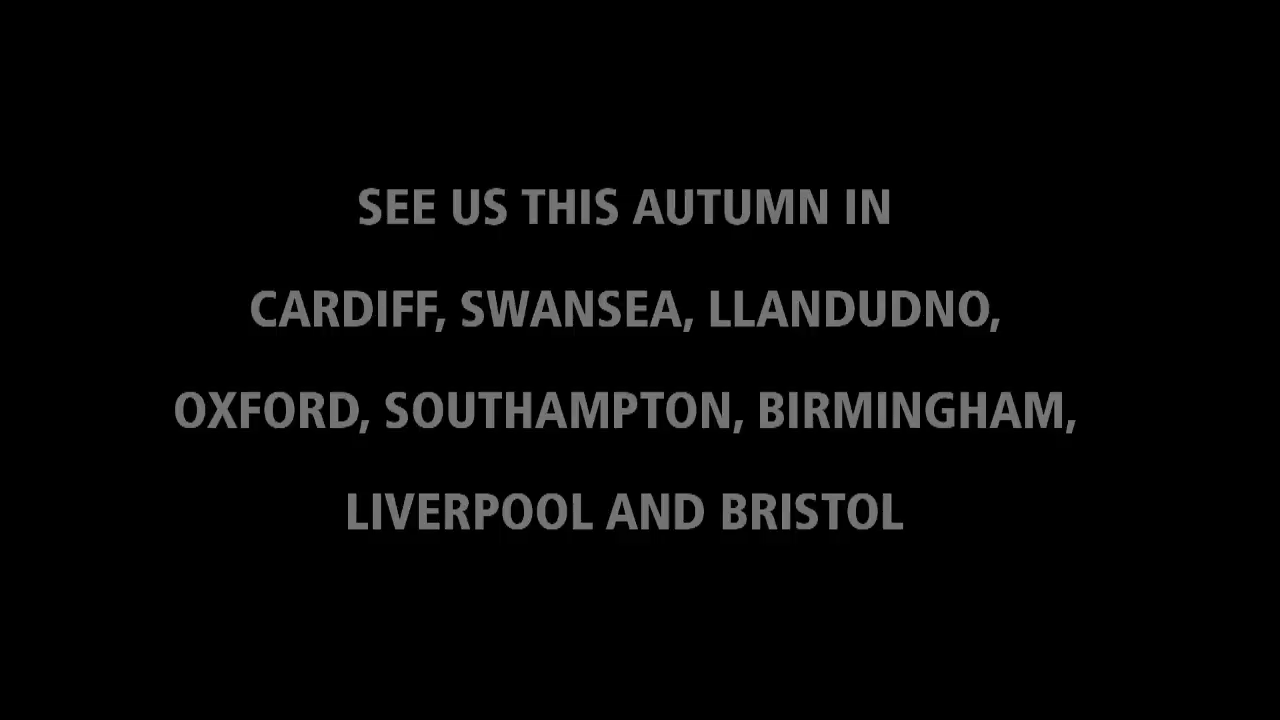 SEE US THIS AUTUMN IN
CARDIFF, SWANSEA, LLANDUDNO,
OXFORD, SOUTHAMPTON, BIRMINGHAM,
LIVERPOOL AND BRISTOL